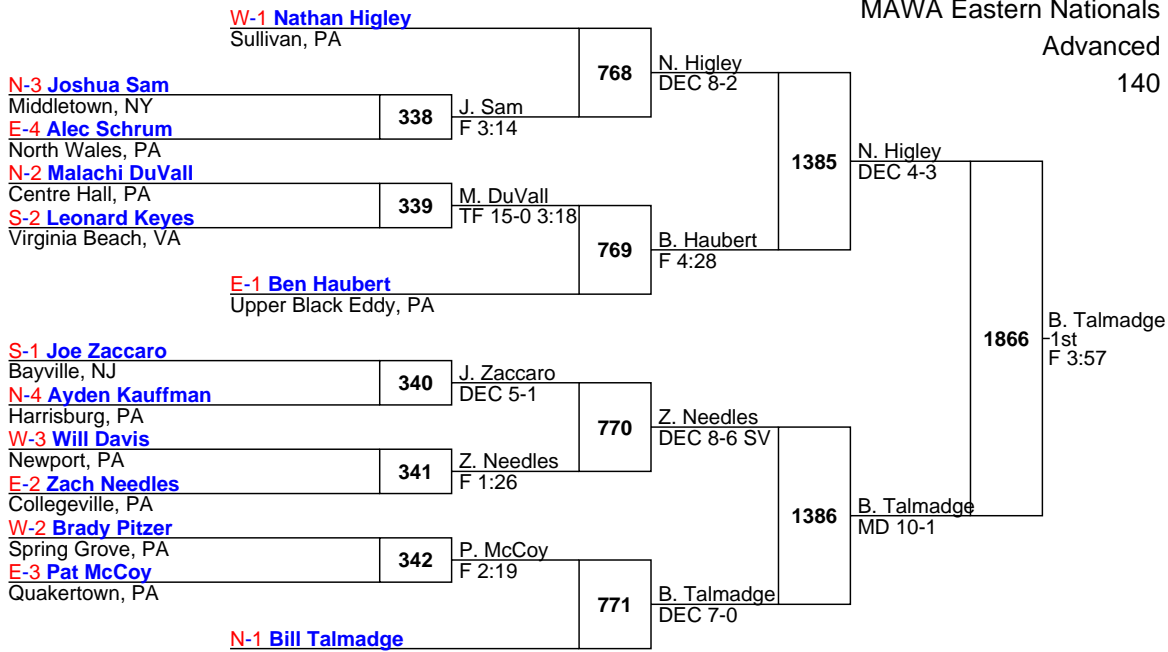 MAWA Eastern Nationals
Advanced
140
W-1 Nathan Higley
Sullivan, PA
768
N. Higley
DEC 8-2
N-3 Joshua Sam
Middletown, NY
338
J. Sam
F 3:14
E-4 Alec Schrum
North Wales, PA
1385
N. Higley
DEC 4-3
N-2 Malachi DuVall
Centre Hall, PA
339
M. DuVall
TF 15-0 3:18
S-2 Leonard Keyes
Virginia Beach, VA
769
B. Haubert
F 4:28
E-1 Ben Haubert
Upper Black Eddy, PA
1866
B. Talmadge
1st
F 3:57
S-1 Joe Zaccaro
Bayville, NJ
340
J. Zaccaro
DEC 5-1
N-4 Ayden Kauffman
Harrisburg, PA
770
Z. Needles
DEC 8-6 SV
W-3 Will Davis
Newport, PA
341
Z. Needles
F 1:26
E-2 Zach Needles
Collegeville, PA
1386
B. Talmadge
MD 10-1
W-2 Brady Pitzer
Spring Grove, PA
342
P. McCoy
F 2:19
E-3 Pat McCoy
Quakertown, PA
771
B. Talmadge
DEC 7-0
N-1 Bill Talmadge